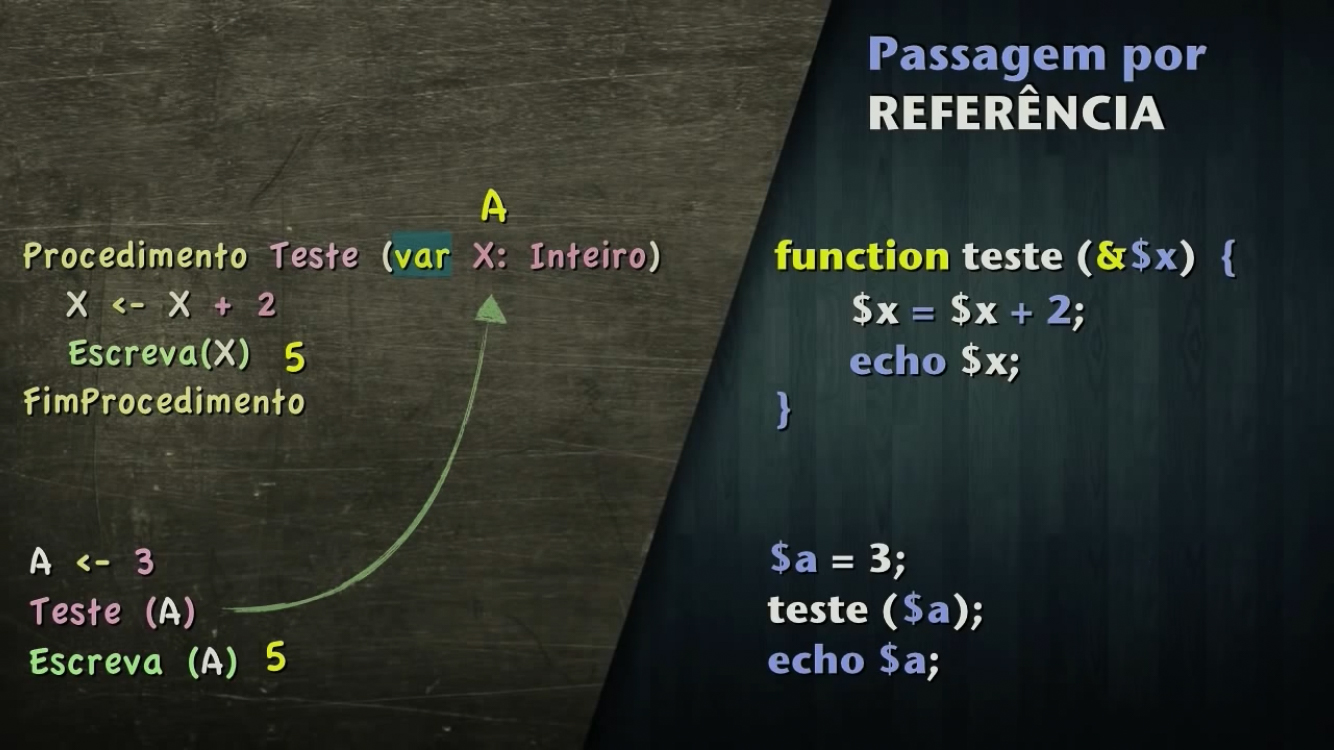 Passagem por
REFERÊNCIA
A
Procedimento Teste (var X: Inteiro)
X <- X + 2
Escreva(X) 5
FimProcedimento
A <- 3
Teste (A)
Escreva (A) 5
function teste (&$x) {
$x = $x + 2;
echo $x;
}
$a = 3;
teste ($a);
echo $a;